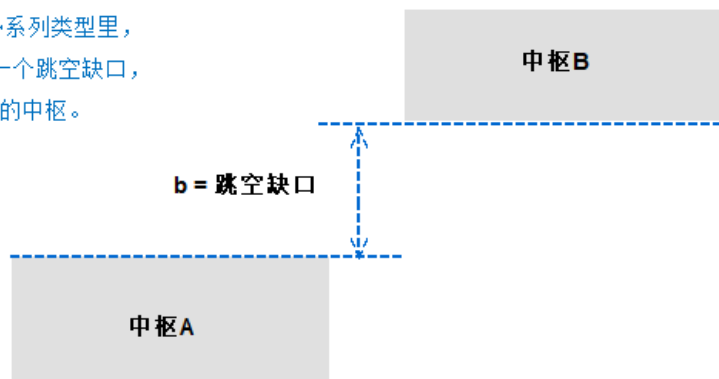 系列类型里，
一个跳空缺口，
的中枢。
中枢B
b = 跳空缺口
中枢A